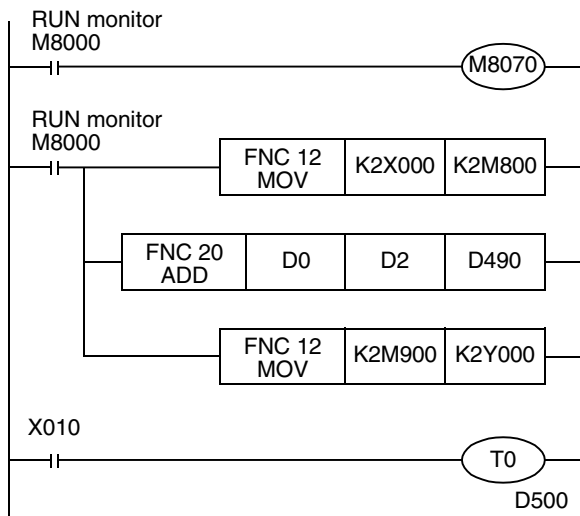 RUN monitor
M8000
M8070
RUN monitor
M8000
FNC 12
MOV
K2X000
K2M800
FNC 20
ADD
D0
D2
D490
FNC 12
MOV
K2M900
K2Y000
X010
T0
D500